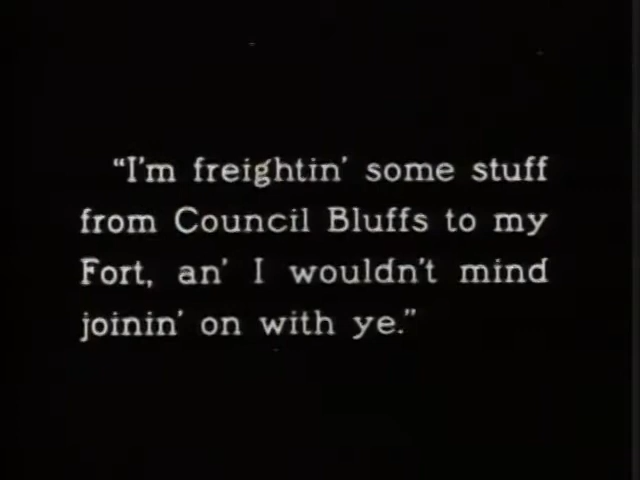 “I'm freightin' some stuff
from Council Bluffs to my
Fort, an' I wouldn't mind
joinin' on with ye.”